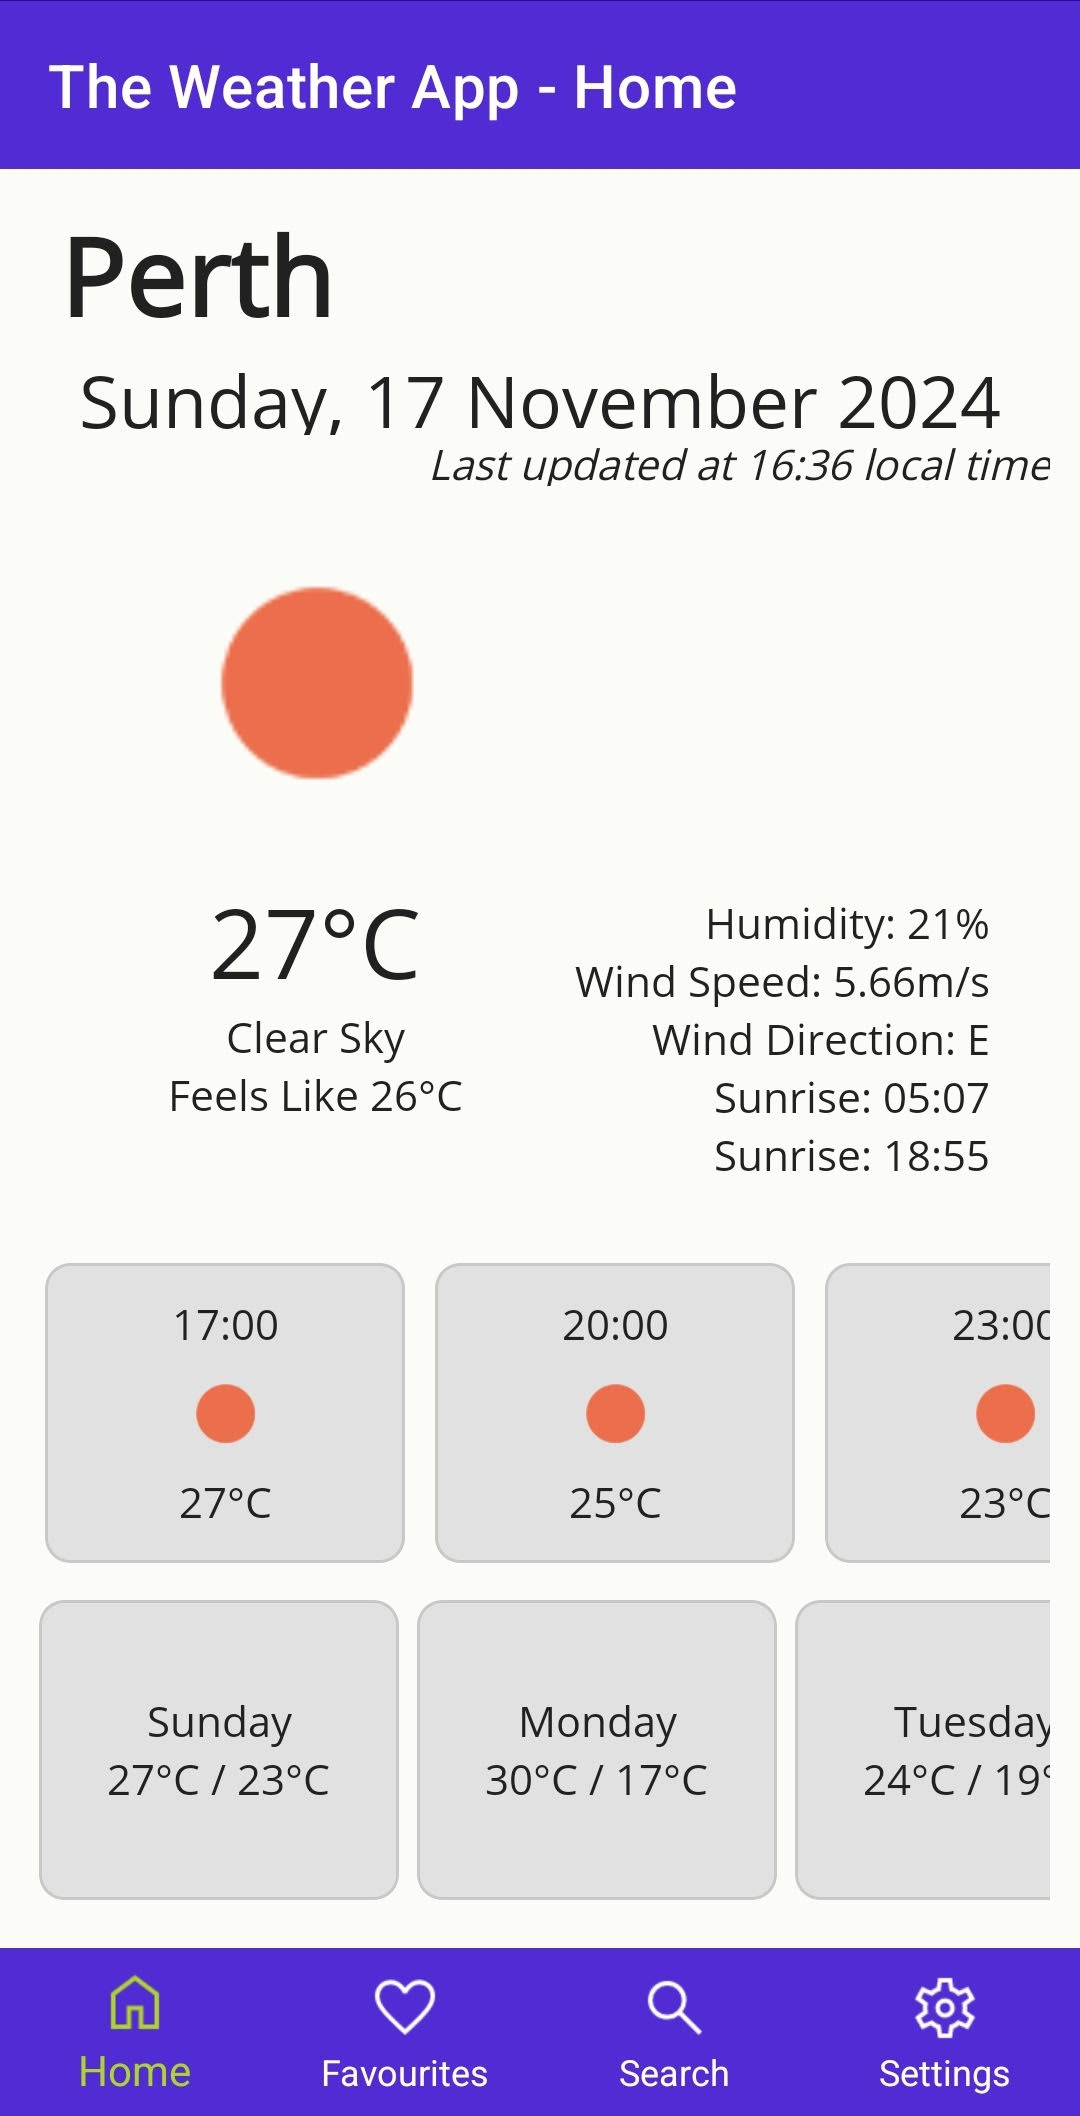 The Weather App - Home
Perth
Sunday, 17 November 2024
Last updated at 16:36 local time
27°C
Clear Sky
Feels Like 26°C
Humidity: 21%
Wind Speed: 5.66m/s
Wind Direction: E
Sunrise: 05:07
Sunrise: 18:55
17:00
27°C
20:00
25°C
23:00
23°C
Sunday
27°C / 23°C
Monday
30°C / 17°C
Tuesday
24°C / 19°
Home
Favourites
Search
Settings